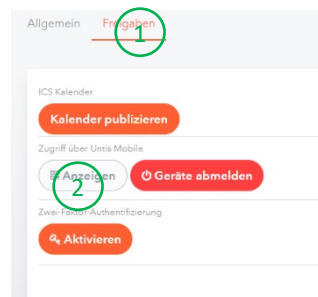 Allgemein Freigaben
1
ICS Kalender
Kalender publizieren
Zugriff über Untis Mobile
Anzeigen Geräte abmelden
2
Zwei-Faktor-Authentifizierung
Aktivieren